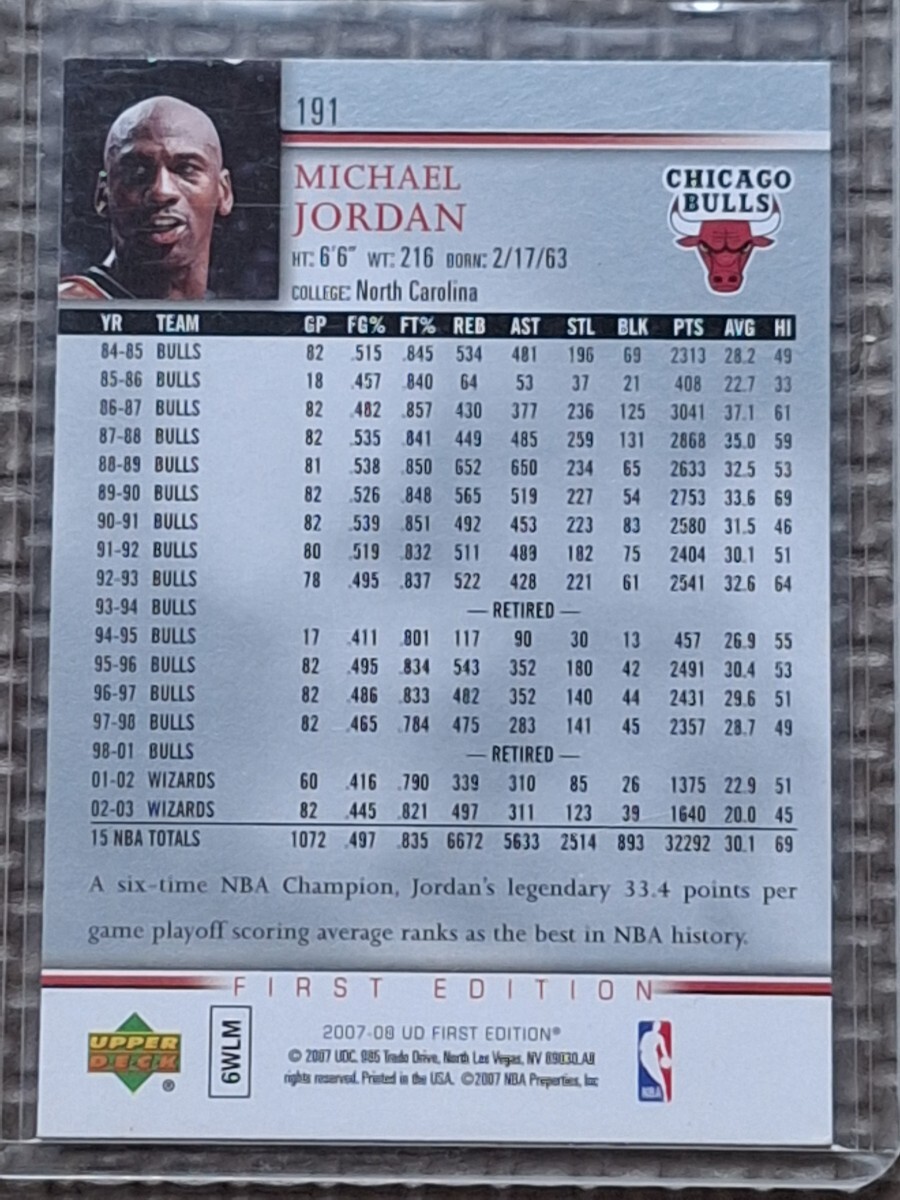 191
MICHAEL
JORDAN
CHICAGO
BULLS
HT: 6'6" WT: 216 BORN: 2/17/63
COLLEGE: North Carolina
YR TEAM GP FG% FT% REB AST STL BLK PTS AVG HI
84-85 BULLS 82 .515 .845 534 481 196 69 2313 28.2 49
85-86 BULLS 18 .457 .840 64 53 37 21 408 22.7 33
86-87 BULLS 82 .482 .857 430 377 236 125 3041 37.1 61
87-88 BULLS 82 .535 .841 449 485 259 131 2868 35.0 59
88-89 BULLS 81 .538 .850 652 650 234 65 2633 32.5 53
89-90 BULLS 82 .526 .848 565 519 227 54 2753 33.6 69
90-91 BULLS 82 .539 .851 492 453 223 83 2580 31.5 46
91-92 BULLS 80 .519 .832 511 489 182 75 2404 30.1 51
92-93 BULLS 78 .495 .837 522 428 221 61 2541 32.6 64
93-94 BULLS — RETIRED —
94-95 BULLS 17 .411 .801 117 90 30 13 457 26.9 55
95-96 BULLS 82 .495 .834 543 352 180 42 2491 30.4 53
96-97 BULLS 82 .486 .833 482 352 140 44 2431 29.6 51
97-98 BULLS 82 .465 .784 475 283 141 45 2357 28.7 49
98-01 BULLS — RETIRED —
01-02 WIZARDS 60 .416 .790 339 310 85 26 1375 22.9 51
02-03 WIZARDS 82 .445 .821 497 311 123 39 1640 20.0 45
15 NBA TOTALS 1072 .497 .835 6672 5633 2514 893 32292 30.1 69
A six-time NBA Champion, Jordan's legendary 33.4 points per
game playoff scoring average ranks as the best in NBA history.
FIRST EDITION
UPPER
DECK
®
6WLM
2007-08 UD FIRST EDITION®
© 2007 UDC. 985 Trade Drive, North Las Vegas, NV 89030. All
rights reserved. Printed in the USA. ©2007 NBA Properties, Inc
NBA